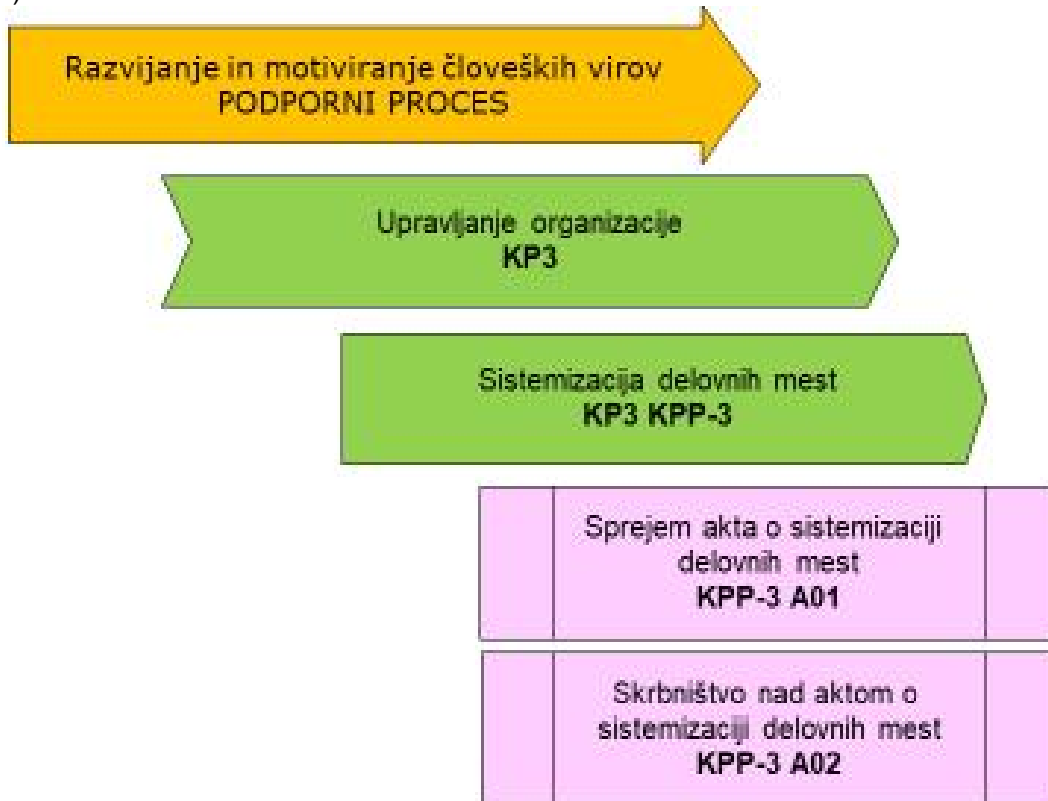 Razvijanje in motiviranje človeških virov
PODPORNI PROCES
Upravljanje organizacije
KP3
Sistemizacija delovnih mest
KP3 KPP-3
Sprejem akta o sistemizaciji
delovnih mest
KPP-3 A01
Skrbništvo nad aktom o
sistemizaciji delovnih mest
KPP-3 A02